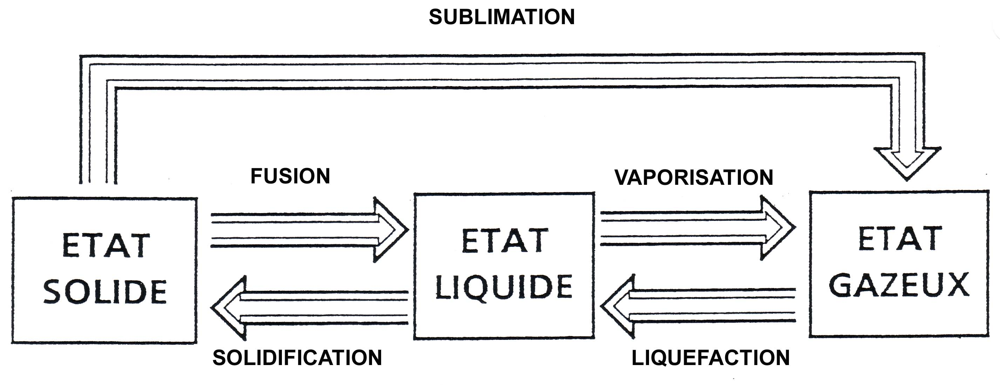 SUBLIMATION
FUSION
VAPORISATION
ETAT
SOLIDE
ETAT
LIQUIDE
ETAT
GAZEUX
SOLIDIFICATION
LIQUEFACTION